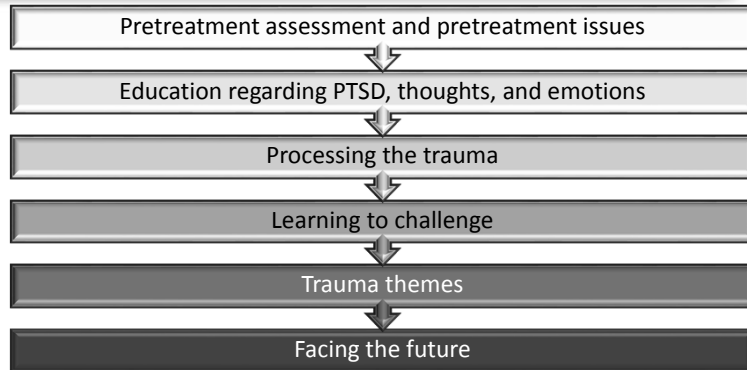 Pretreatment assessment and pretreatment issues
Education regarding PTSD, thoughts, and emotions
Processing the trauma
Learning to challenge
Trauma themes
Facing the future